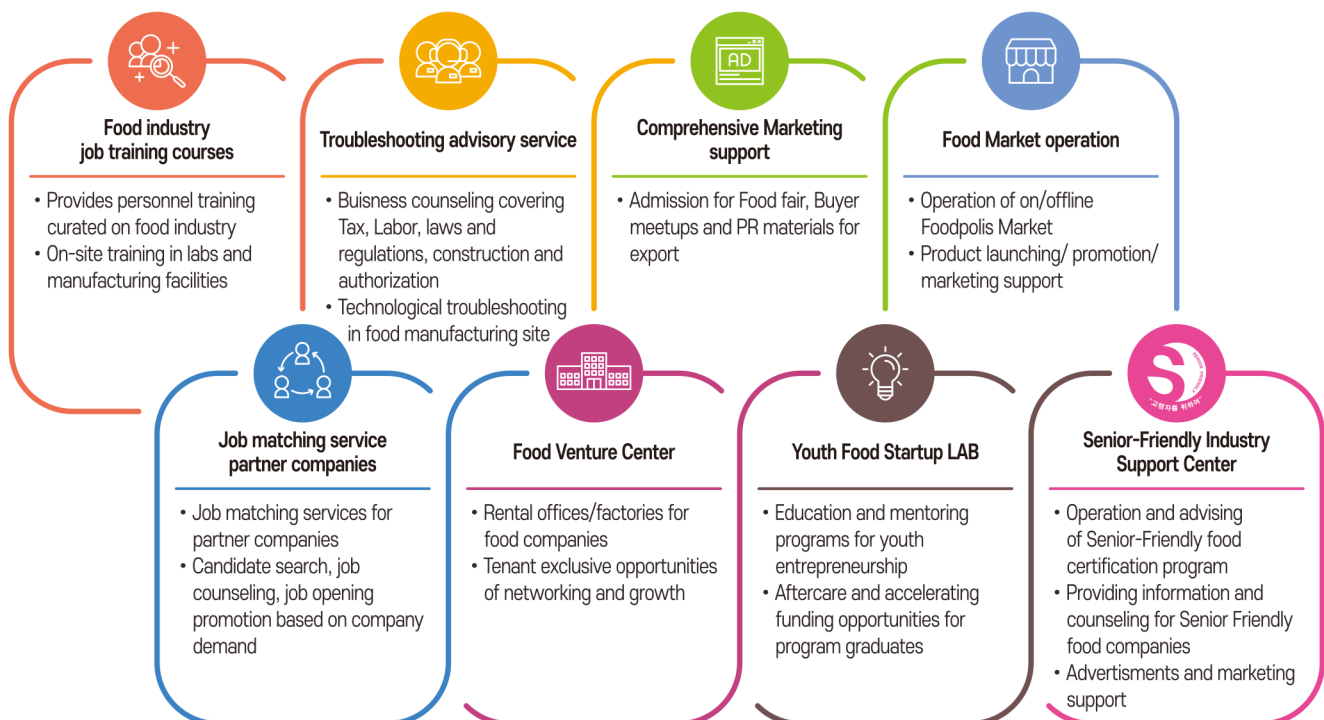 Food industry
job training courses
• Provides personnel training
curated on food industry
• On-site training in labs and
manufacturing facilities
Troubleshooting advisory service
• Buisness counseling covering
Tax, Labor, laws and
regulations, construction and
authorization
• Technological troubleshooting
in food manufacturing site
AD
Comprehensive Marketing
support
• Admission for Food fair, Buyer
meetups and PR materials for
export
Food Market operation
• Operation of on/offline
Foodpolis Market
• Product launching/ promotion/
marketing support
Job matching service
partner companies
• Job matching services for
partner companies
• Candidate search, job
counseling, job opening
promotion based on company
demand
Food Venture Center
• Rental offices/factories for
food companies
• Tenant exclusive opportunities
of networking and growth
Youth Food Startup LAB
• Education and mentoring
programs for youth
entrepreneurship
• Aftercare and accelerating
funding opportunities for
program graduates
S
SENIOR FRIENDLY
"고령자를 위하여"
Senior-Friendly Industry
Support Center
• Operation and advising
of Senior-Friendly food
certification program
• Providing information and
counseling for Senior Friendly
food companies
• Advertisments and marketing
support